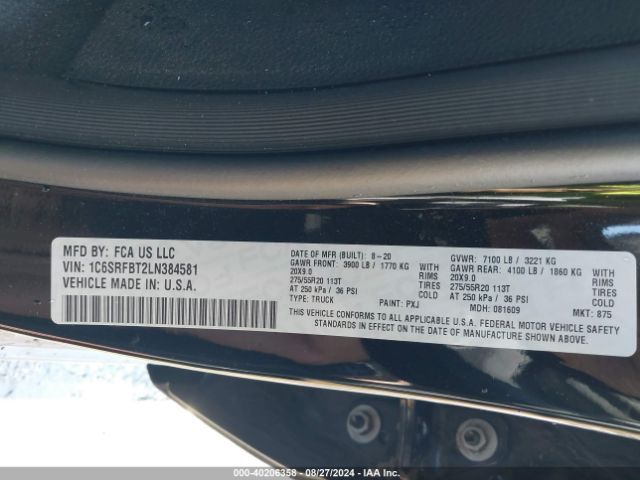 MFD BY: FCA US LLC
VIN: 1C6SRFBT2LN384581
VEHICLE MADE IN: U.S.A.
DATE OF MFR (BUILT): 8-20
GVWR: 7100 LB / 3221 KG
GAWR FRONT: 3900 LB / 1770 KG WITH
GAWR REAR: 4100 LB / 1860 KG WITH
20X9.0 RIMS
20X9.0 RIMS
275/55R20 113T TIRES
275/55R20 113T TIRES
AT 250 kPa / 36 PSI COLD
AT 250 kPa / 36 PSI COLD
TYPE: TRUCK PAINT: PXJ MDH: 081609 MKT: 875
THIS VEHICLE CONFORMS TO ALL APPLICABLE U.S.A. FEDERAL MOTOR VEHICLE SAFETY
STANDARDS IN EFFECT ON THE DATE OF MANUFACTURE SHOWN ABOVE.
000-40206358 - 08/27/2024 - IAA Inc.